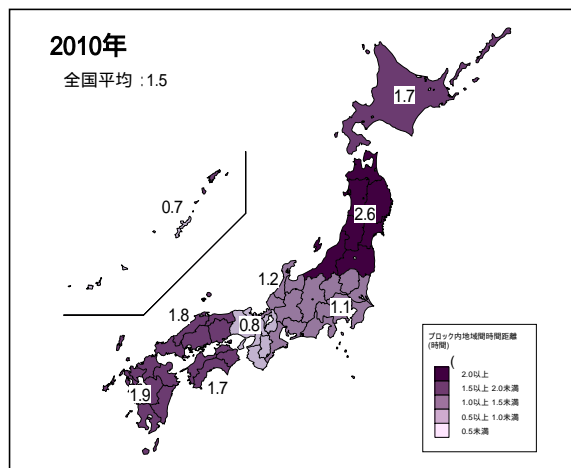 2010年
全国平均 :1.5
1.7
0.7
2.6
1.2
1.1
1.8
0.8
1.9
1.7
ブロック内地域間時間距離
(時間)
(
2.0以上
1.5以上 2.0未満
1.0以上 1.5未満
0.5以上 1.0未満
0.5未満